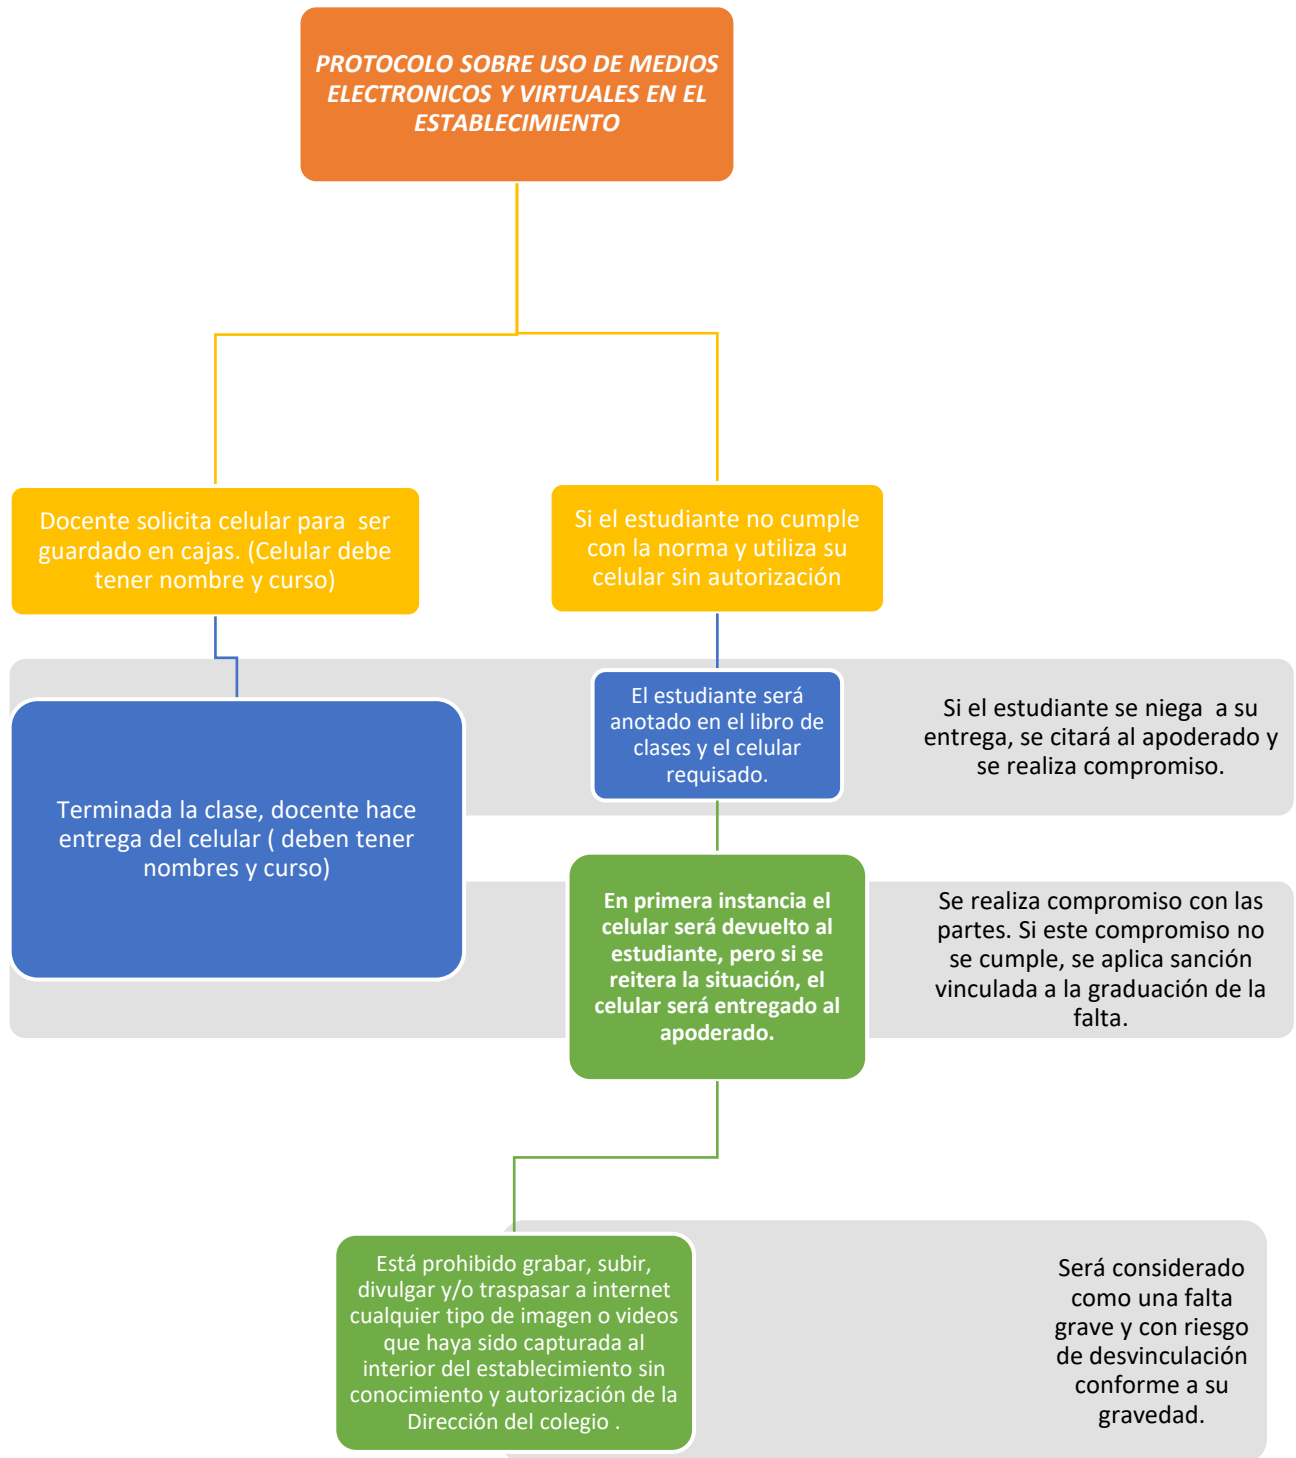 PROTOCOLO SOBRE USO DE MEDIOS
ELECTRONICOS Y VIRTUALES EN EL
ESTABLECIMIENTO
Docente solicita celular para ser
guardado en cajas. (Celular debe
tener nombre y curso)
Si el estudiante no cumple
con la norma y utiliza su
celular sin autorización
Terminada la clase, docente hace
entrega del celular ( deben tener
nombres y curso)
El estudiante será
anotado en el libro de
clases y el celular
requisado.
Si el estudiante se niega a su
entrega, se citará al apoderado y
se realiza compromiso.
En primera instancia el
celular será devuelto al
estudiante, pero si se
reitera la situación, el
celular será entregado al
apoderado.
Se realiza compromiso con las
partes. Si este compromiso no
se cumple, se aplica sanción
vinculada a la graduación de la
falta.
Está prohibido grabar, subir,
divulgar y/o traspasar a internet
cualquier tipo de imagen o videos
que haya sido capturada al
interior del establecimiento sin
conocimiento y autorización de la
Dirección del colegio .
Será considerado
como una falta
grave y con riesgo
de desvinculación
conforme a su
gravedad.